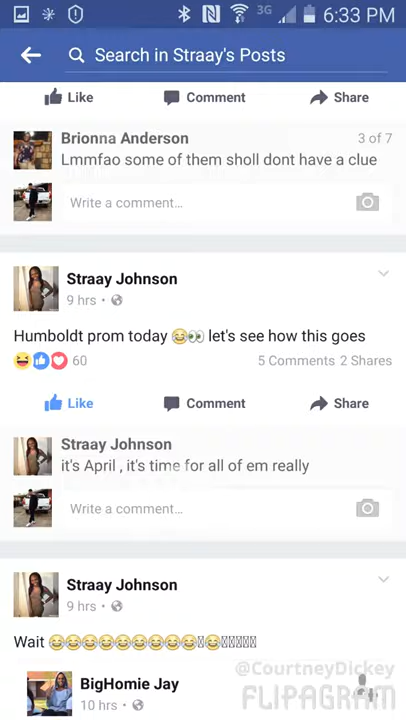 3G 6:33 PM
Search in Straay's Posts
Like Comment Share
Brionna Anderson 3 of 7
Lmmfao some of them sholl dont have a clue
Write a comment...
Straay Johnson
9 hrs •
Humboldt prom today 😂👀 let's see how this goes
😆👍❤ 60 5 Comments 2 Shares
Like Comment Share
Straay Johnson
it's April , it's time for all of em really
Write a comment...
Straay Johnson
9 hrs •
Wait 😂😂😂😂😂😂😂😂😂😂
@CourtneyDickey
BigHomie Jay
FLIPAGRAM
10 hrs •